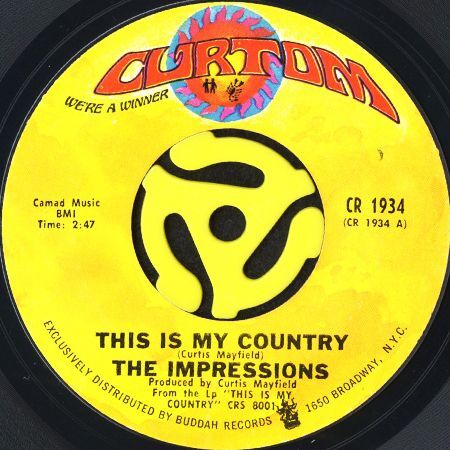 CURTOM
WE'RE A WINNER
Camad Music
BMI
Time: 2:47
CR 1934
(CR 1934 A)
THIS IS MY COUNTRY
(Curtis Mayfield)
THE IMPRESSIONS
Produced by Curtis Mayfield
From the Lp "THIS IS MY
COUNTRY" CRS 8001
EXCLUSIVELY DISTRIBUTED BY BUDDAH RECORDS 1650 BROADWAY, N.Y.C.